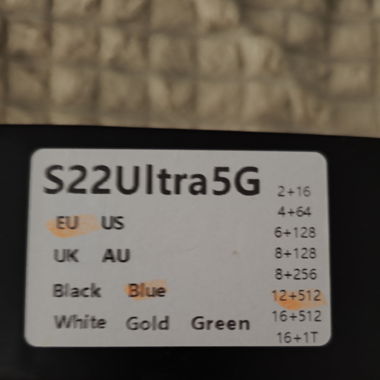 S22Ultra5G
EU US
UK AU
Black Blue
White Gold Green
2+16
4+64
6+128
8+128
8+256
12+512
16+512
16+1T